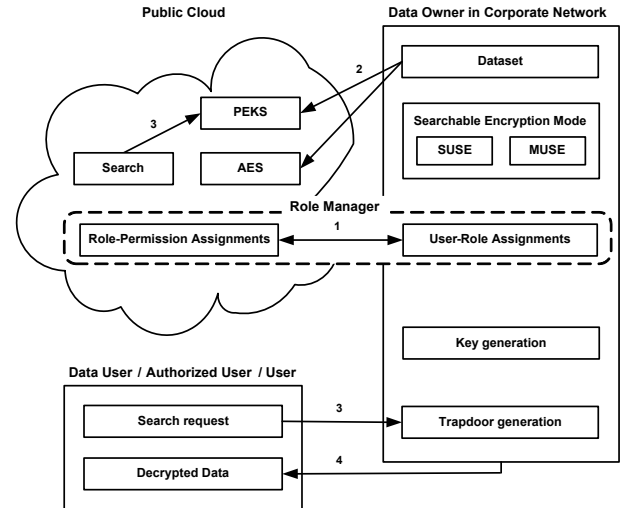 Public Cloud
Data Owner in Corporate Network
Dataset
2
PEKS
3
Search
AES
Searchable Encryption Mode
SUSE
MUSE
Role Manager
Role-Permission Assignments
1
User-Role Assignments
Key generation
Data User / Authorized User / User
Search request
3
Trapdoor generation
Decrypted Data
4